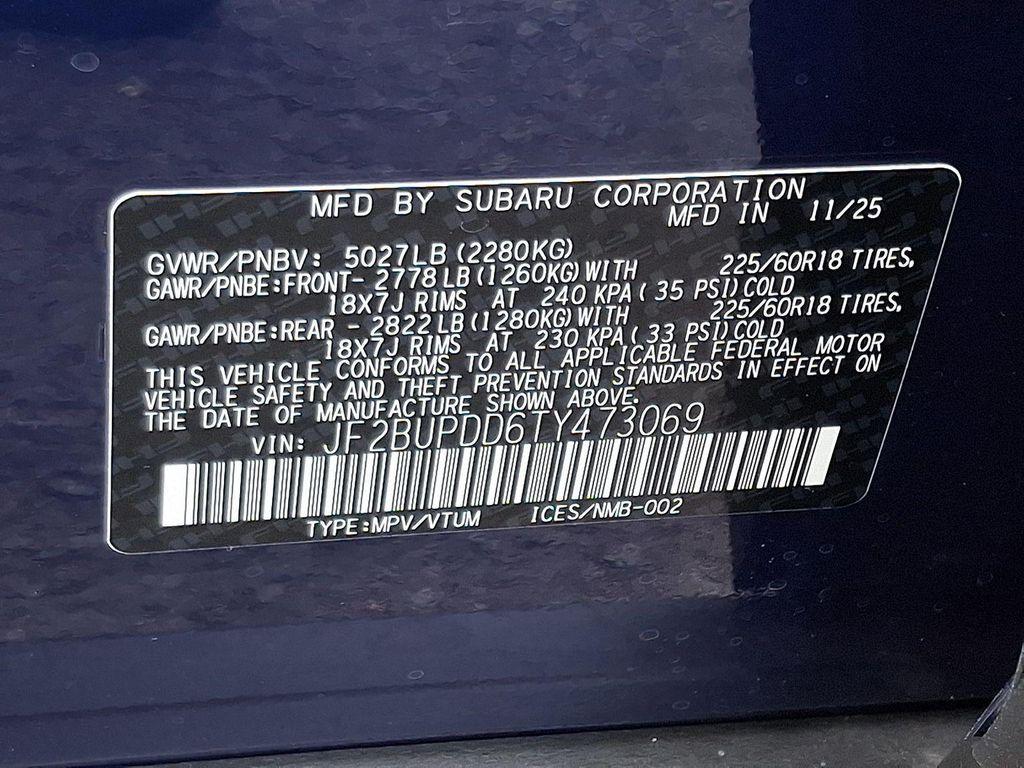 MFD BY SUBARU CORPORATION
MFD IN 11/25
GVWR/PNBV: 5027LB (2280KG)
GAWR/PNBE:FRONT- 2778 LB (1260KG) WITH 225/60R18 TIRES,
18X7J RIMS AT 240 KPA ( 35 PSI) COLD
GAWR/PNBE:REAR - 2822 LB (1280KG) WITH 225/60R18 TIRES,
18X7J RIMS AT 230 KPA ( 33 PSI) COLD
THIS VEHICLE CONFORMS TO ALL APPLICABLE FEDERAL MOTOR
VEHICLE SAFETY AND THEFT PREVENTION STANDARDS IN EFFECT ON
THE DATE OF MANUFACTURE SHOWN ABOVE.
VIN: JF2BUPDD6TY473069
TYPE:MPV/VTUM ICES/NMB-002